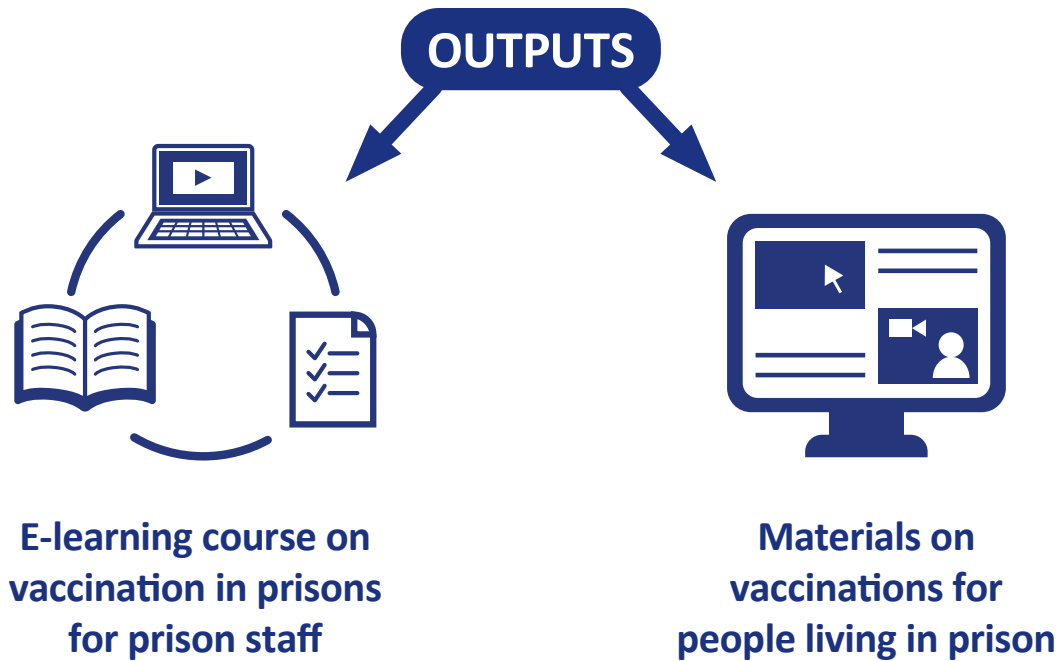 OUTPUTS
E-learning course on
vaccination in prisons
for prison staff
Materials on
vaccinations for
people living in prison